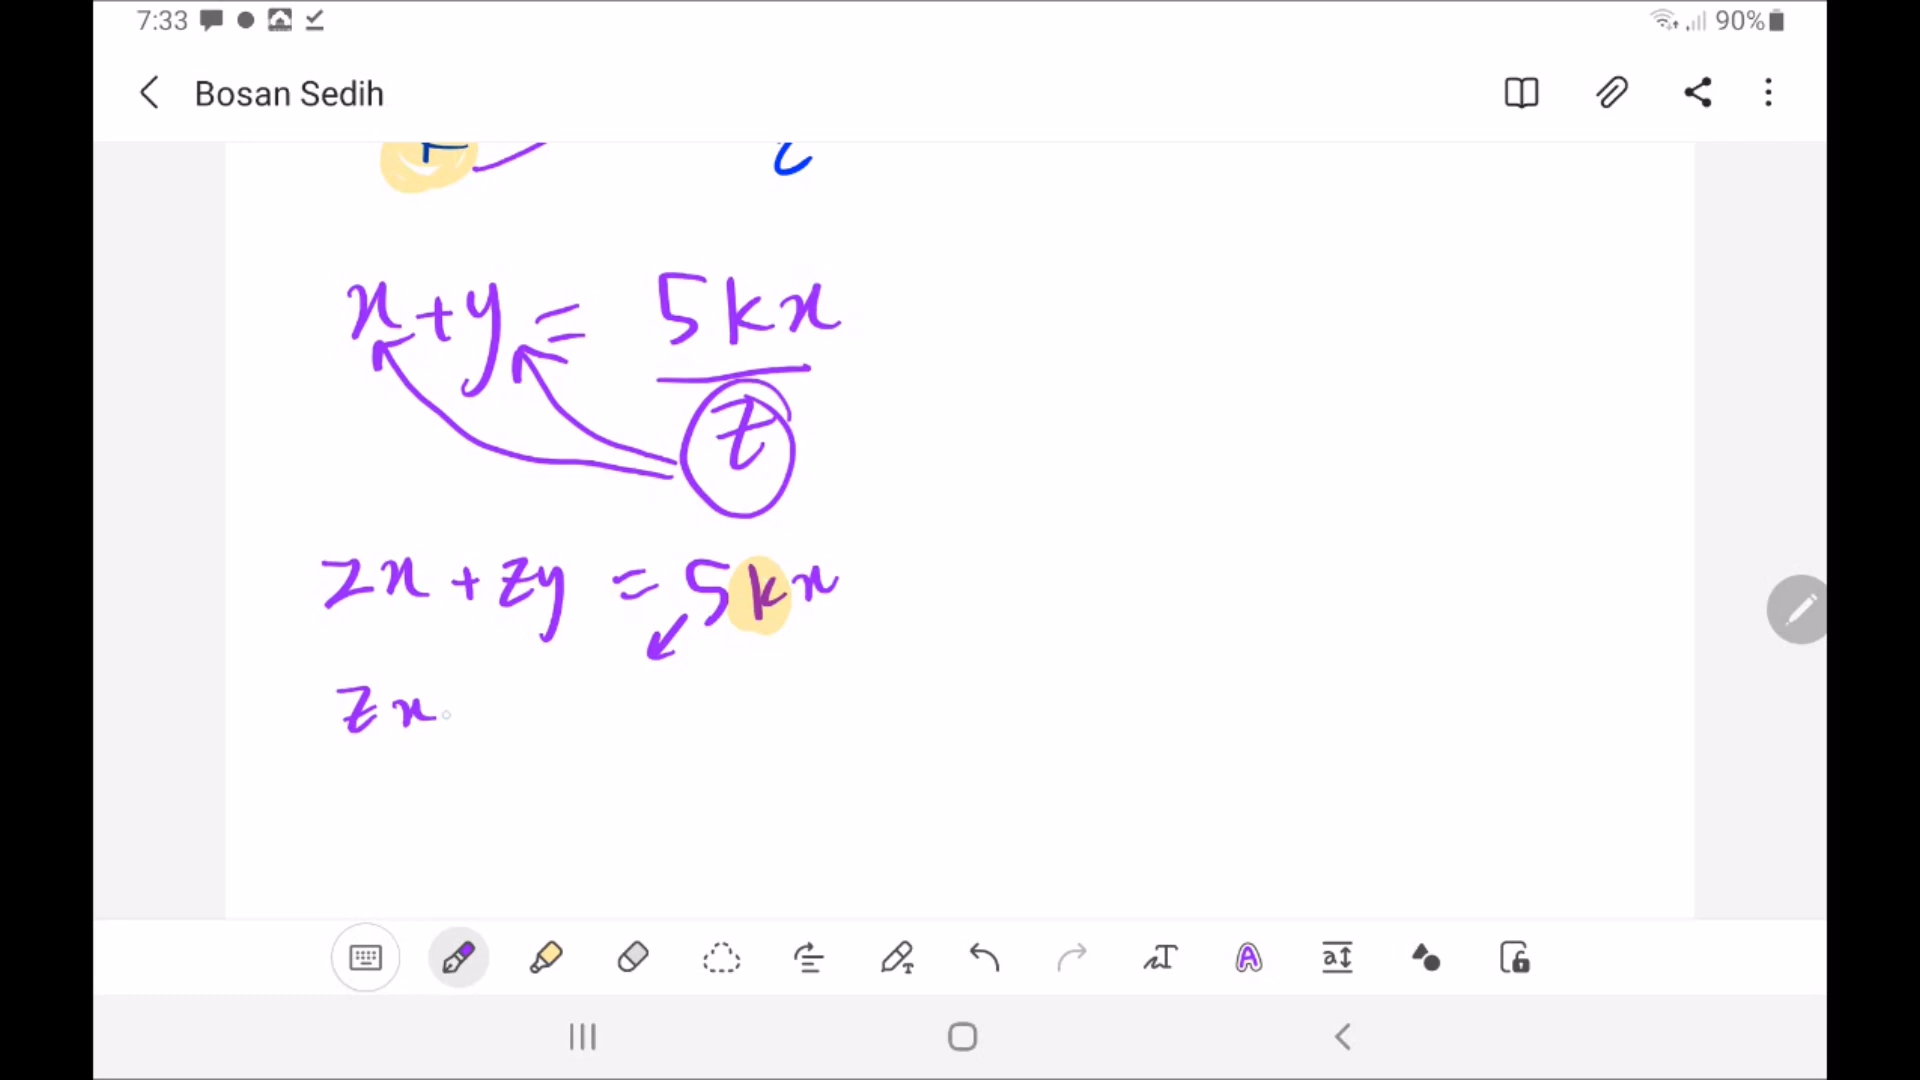 7:33 90%
Bosan Sedih
x+y = 5kx
z
zx + zy = 5kx
zx